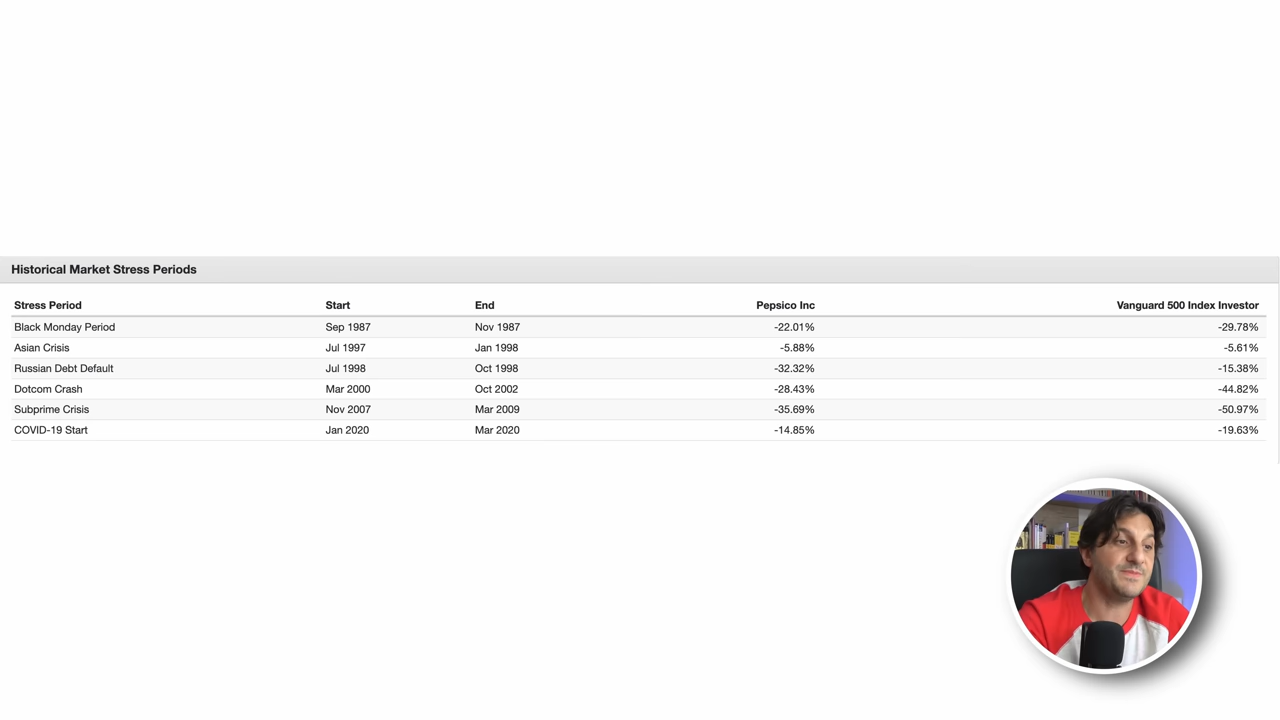 Historical Market Stress Periods
Stress Period Start End Pepsico Inc Vanguard 500 Index Investor
Black Monday Period Sep 1987 Nov 1987 -22.01% -29.78%
Asian Crisis Jul 1997 Jan 1998 -5.88% -5.61%
Russian Debt Default Jul 1998 Oct 1998 -32.32% -15.38%
Dotcom Crash Mar 2000 Oct 2002 -28.43% -44.82%
Subprime Crisis Nov 2007 Mar 2009 -35.69% -50.97%
COVID-19 Start Jan 2020 Mar 2020 -14.85% -19.63%